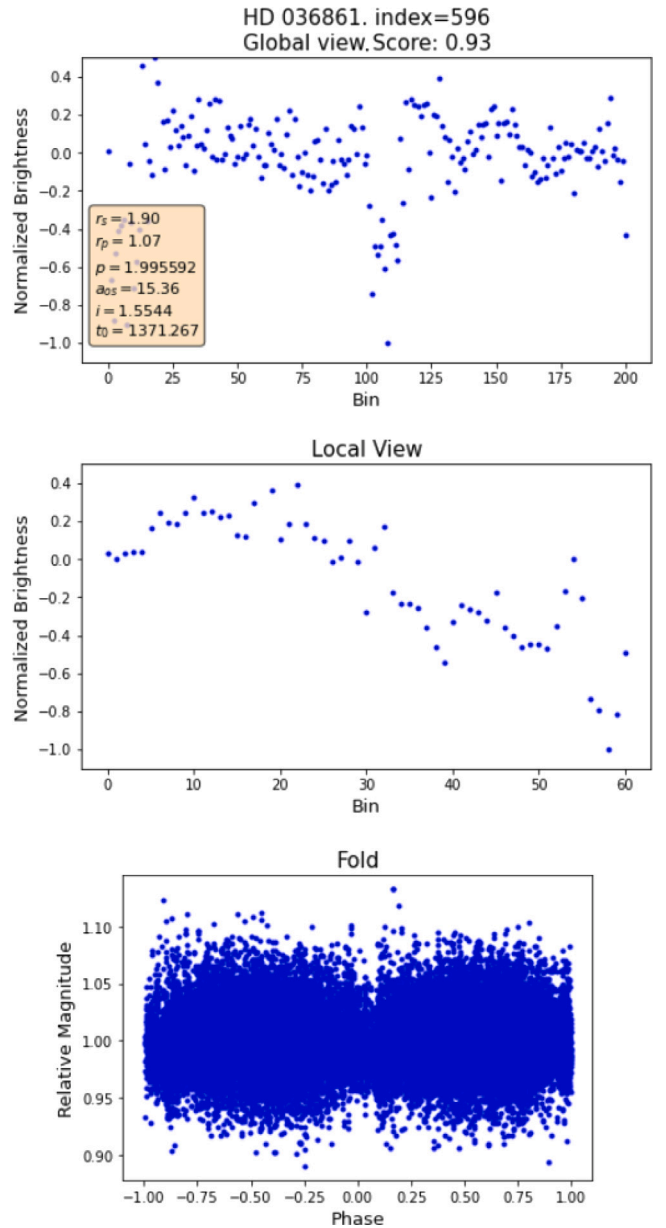 HD 036861. index=596
Global view. Score: 0.93
Normalized Brightness
0.4
0.2
0.0
−0.2
−0.4
−0.6
−0.8
−1.0
r_s = 1.90
r_p = 1.07
p = 1.995592
a_os = 15.36
i = 1.5544
t_0 = 1371.267
0 25 50 75 100 125 150 175 200
Bin
Local View
Normalized Brightness
0.4
0.2
0.0
−0.2
−0.4
−0.6
−0.8
−1.0
0 10 20 30 40 50 60
Bin
Fold
Relative Magnitude
1.10
1.05
1.00
0.95
0.90
−1.00 −0.75 −0.50 −0.25 0.00 0.25 0.50 0.75 1.00
Phase